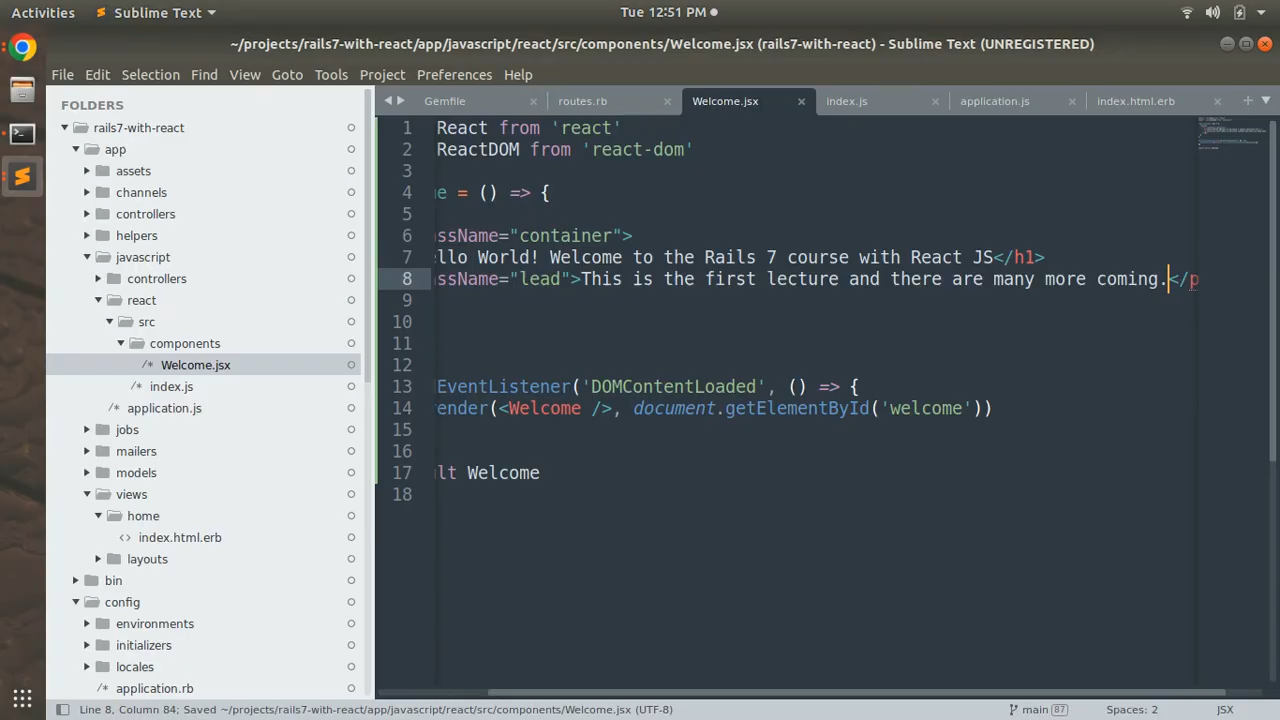 Activities
Sublime Text
Tue 12:51 PM
~/projects/rails7-with-react/app/javascript/react/src/components/Welcome.jsx (rails7-with-react) - Sublime Text (UNREGISTERED)
File Edit Selection Find View Goto Tools Project Preferences Help
FOLDERS
rails7-with-react
app
assets
channels
controllers
helpers
javascript
controllers
react
src
components
/* Welcome.jsx
/* index.js
/* application.js
jobs
mailers
models
views
home
<> index.html.erb
layouts
bin
config
environments
initializers
locales
/* application.rb
Gemfile
routes.rb
Welcome.jsx
index.js
application.js
index.html.erb
1 React from 'react'
2 ReactDOM from 'react-dom'
3
4 me = () => {
5
6 assName="container">
7 ello World! Welcome to the Rails 7 course with React JS</h1>
8 assName="lead">This is the first lecture and there are many more coming.</p
9
10
11
12
13 EventListener('DOMContentLoaded', () => {
14 ender(<Welcome />, document.getElementById('welcome'))
15
16
17 ult Welcome
18
Line 8, Column 84; Saved ~/projects/rails7-with-react/app/javascript/react/src/components/Welcome.jsx (UTF-8)
main 87
Spaces: 2
JSX